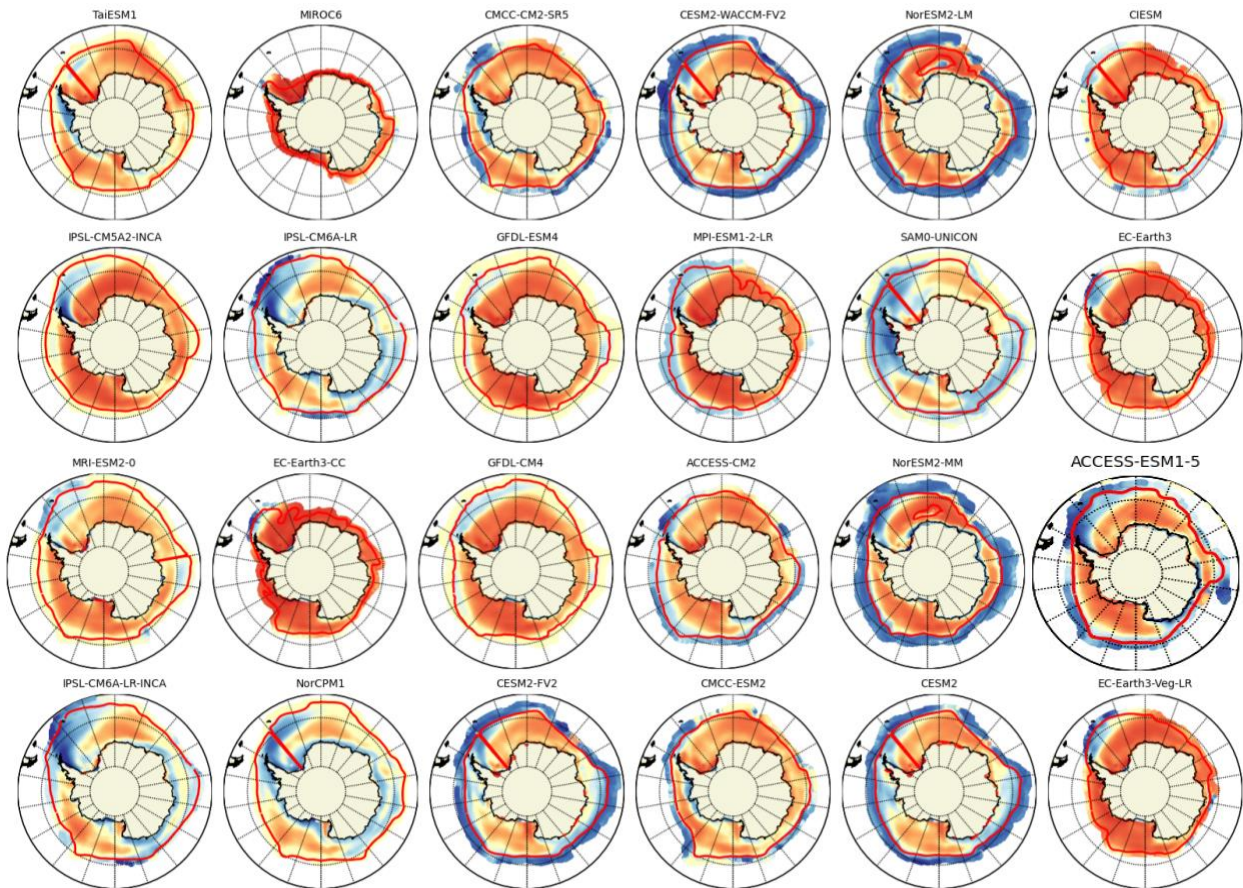 TaiESM1
MIROC6
CMCC-CM2-SR5
CESM2-WACCM-FV2
NorESM2-LM
CIESM
IPSL-CM5A2-INCA
IPSL-CM6A-LR
GFDL-ESM4
MPI-ESM1-2-LR
SAM0-UNICON
EC-Earth3
MRI-ESM2-0
EC-Earth3-CC
GFDL-CM4
ACCESS-CM2
NorESM2-MM
ACCESS-ESM1-5
IPSL-CM6A-LR-INCA
NorCPM1
CESM2-FV2
CMCC-ESM2
CESM2
EC-Earth3-Veg-LR